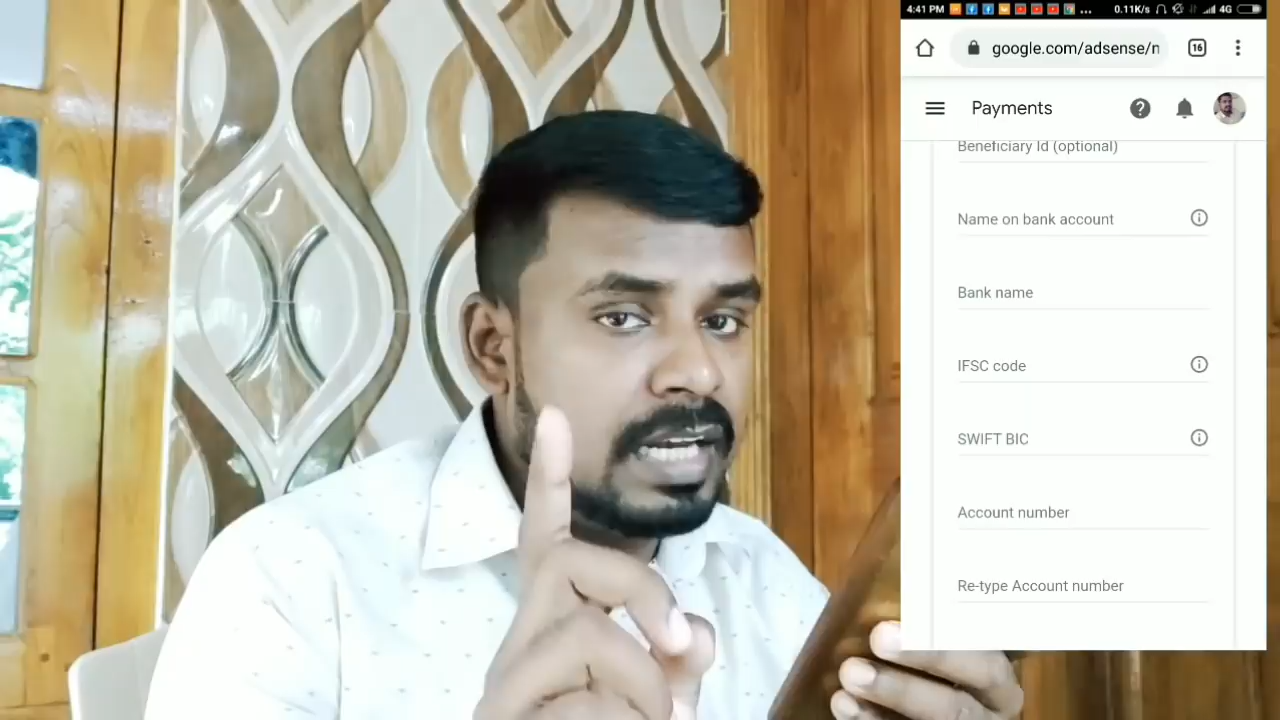 4:41 PM ... 0.11K/s 4G
google.com/adsense/n 16
Payments
Beneficiary Id (optional)
Name on bank account
Bank name
IFSC code
SWIFT BIC
Account number
Re-type Account number